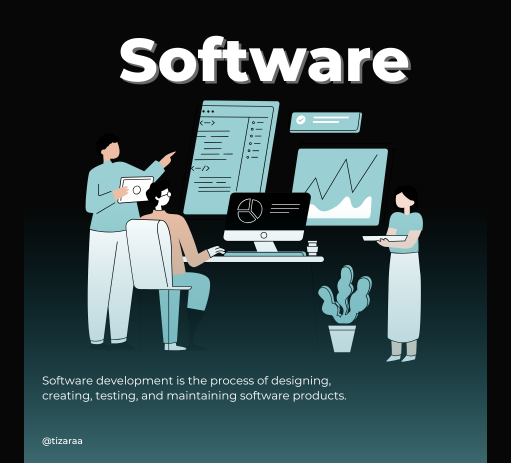 Software
<-->
</>
Software development is the process of designing,
creating, testing, and maintaining software products.
@tizaraa